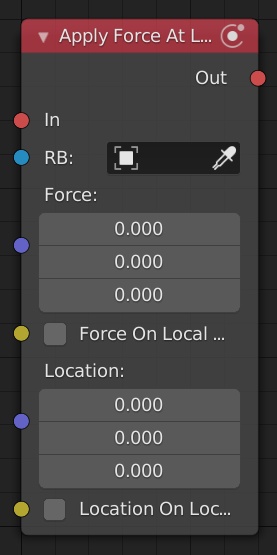 Apply Force At L...
Out
In
RB:
Force:
0.000
0.000
0.000
Force On Local ...
Location:
0.000
0.000
0.000
Location On Loc...